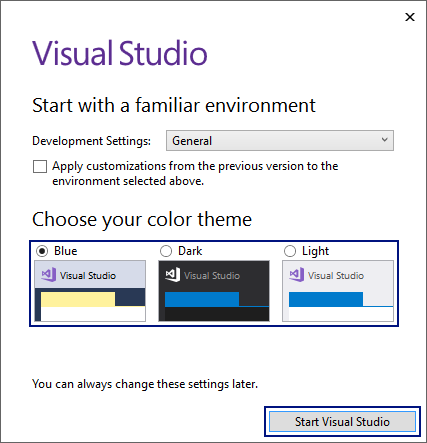 Visual Studio
Start with a familiar environment
Development Settings: General
Apply customizations from the previous version to the
environment selected above.
Choose your color theme
Blue Dark Light
Visual Studio Visual Studio Visual Studio
You can always change these settings later.
Start Visual Studio